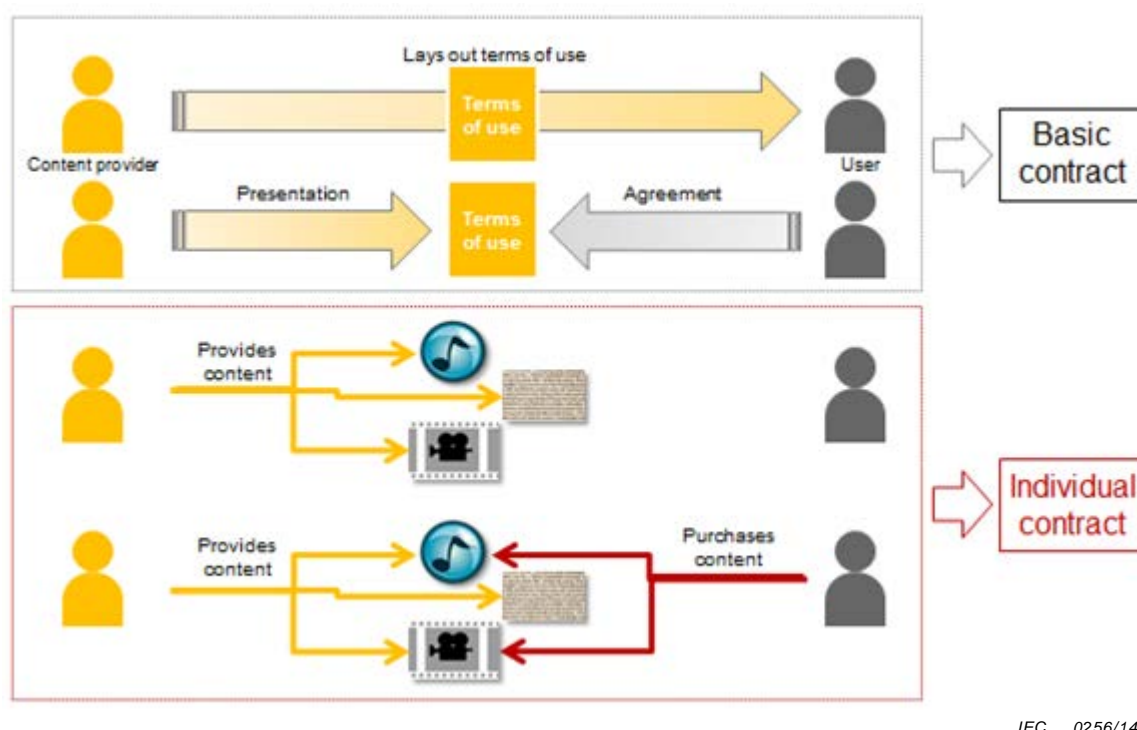 Lays out terms of use
Terms
of use
Content provider
User
Basic
contract
Presentation
Terms
of use
Agreement
Provides
content
Individual
contract
Provides
content
Purchases
content
IEC 0256/14